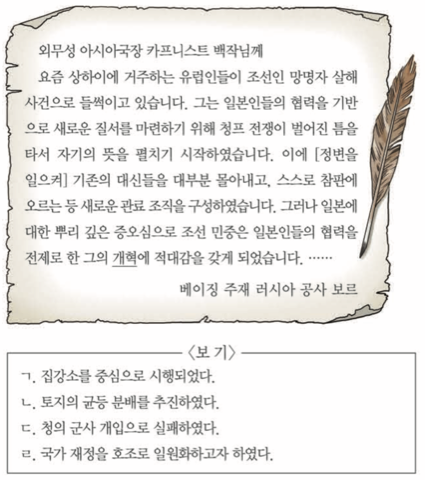 외무성 아시아국장 카프니스트 백작님께
요즘 상하이에 거주하는 유럽인들이 조선인 망명자 살해
사건으로 들썩이고 있습니다. 그는 일본인들의 협력을 기반
으로 새로운 질서를 마련하기 위해 청프 전쟁이 벌어진 틈을
타서 자기의 뜻을 펼치기 시작하였습니다. 이에 [정변을
일으켜] 기존의 대신들을 대부분 몰아내고, 스스로 참판에
오르는 등 새로운 관료 조직을 구성하였습니다. 그러나 일본에
대한 뿌리 깊은 증오심으로 조선 민중은 일본인들의 협력을
전제로 한 그의 개혁에 적대감을 갖게 되었습니다. ……
베이징 주재 러시아 공사 보르
〈보 기〉
ㄱ. 집강소를 중심으로 시행되었다.
ㄴ. 토지의 균등 분배를 추진하였다.
ㄷ. 청의 군사 개입으로 실패하였다.
ㄹ. 국가 재정을 호조로 일원화하고자 하였다.